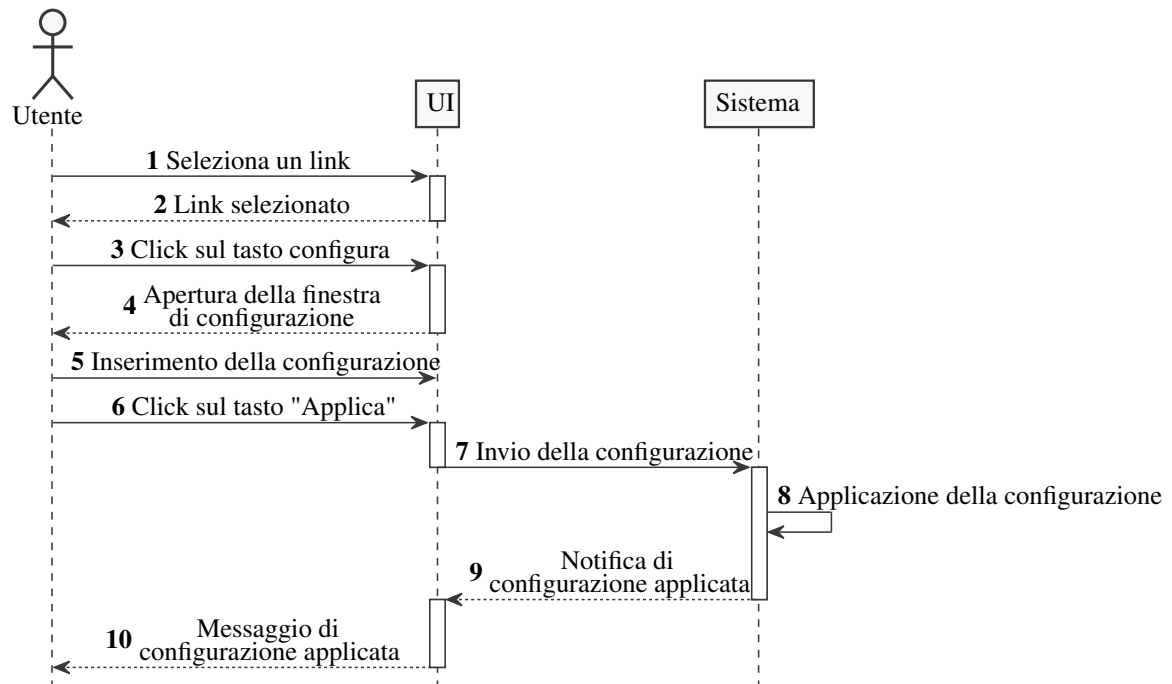 Utente
UI
Sistema
1 Seleziona un link
2 Link selezionato
3 Click sul tasto configura
4 Apertura della finestra
di configurazione
5 Inserimento della configurazione
6 Click sul tasto "Applica"
7 Invio della configurazione
8 Applicazione della configurazione
9 Notifica di
configurazione applicata
10 Messaggio di
configurazione applicata